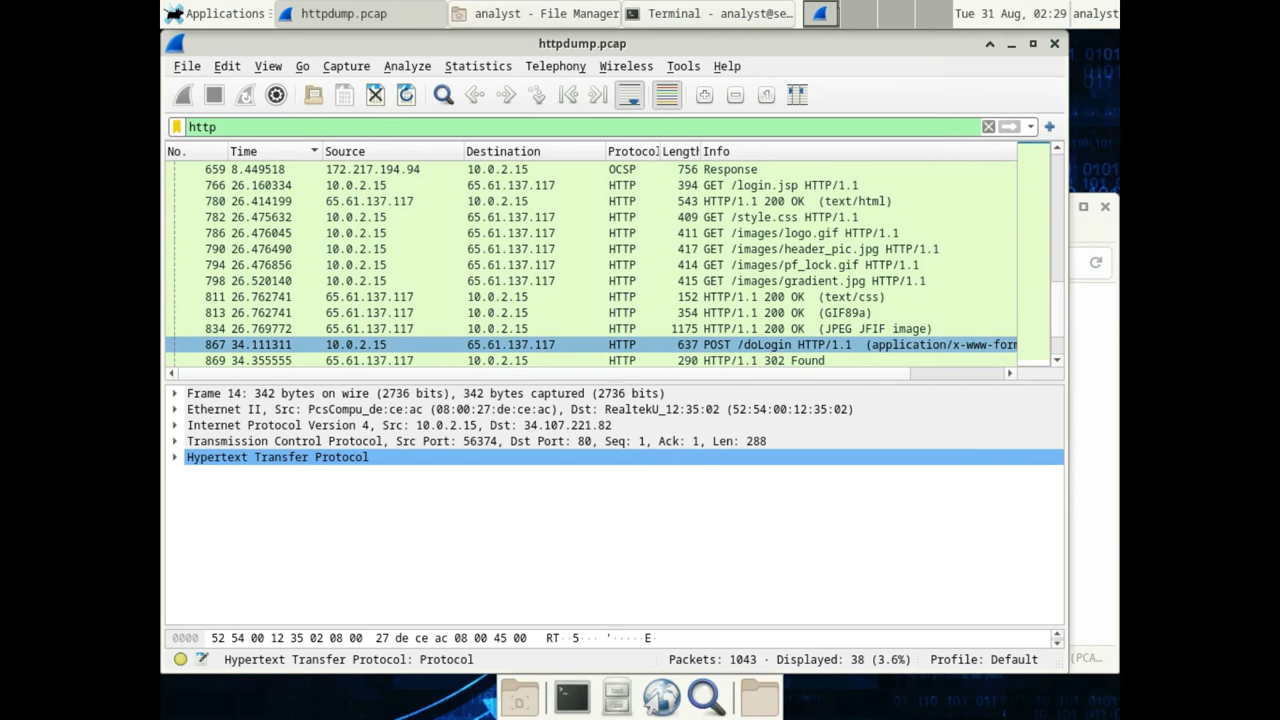 Applications httpdump.pcap analyst - File Manager Terminal - analyst@se... Tue 31 Aug, 02:29 analyst
httpdump.pcap
File Edit View Go Capture Analyze Statistics Telephony Wireless Tools Help
http
No. Time Source Destination Protocol Length Info
659 8.449518 172.217.194.94 10.0.2.15 OCSP 756 Response
766 26.160334 10.0.2.15 65.61.137.117 HTTP 394 GET /login.jsp HTTP/1.1
780 26.414199 65.61.137.117 10.0.2.15 HTTP 543 HTTP/1.1 200 OK (text/html)
782 26.475632 10.0.2.15 65.61.137.117 HTTP 409 GET /style.css HTTP/1.1
786 26.476045 10.0.2.15 65.61.137.117 HTTP 411 GET /images/logo.gif HTTP/1.1
790 26.476490 10.0.2.15 65.61.137.117 HTTP 417 GET /images/header_pic.jpg HTTP/1.1
794 26.476856 10.0.2.15 65.61.137.117 HTTP 414 GET /images/pf_lock.gif HTTP/1.1
798 26.520140 10.0.2.15 65.61.137.117 HTTP 415 GET /images/gradient.jpg HTTP/1.1
811 26.762741 65.61.137.117 10.0.2.15 HTTP 152 HTTP/1.1 200 OK (text/css)
813 26.762741 65.61.137.117 10.0.2.15 HTTP 354 HTTP/1.1 200 OK (GIF89a)
834 26.769772 65.61.137.117 10.0.2.15 HTTP 1175 HTTP/1.1 200 OK (JPEG JFIF image)
867 34.111311 10.0.2.15 65.61.137.117 HTTP 637 POST /doLogin HTTP/1.1 (application/x-www-form
869 34.355555 65.61.137.117 10.0.2.15 HTTP 290 HTTP/1.1 302 Found
Frame 14: 342 bytes on wire (2736 bits), 342 bytes captured (2736 bits)
Ethernet II, Src: PcsCompu_de:ce:ac (08:00:27:de:ce:ac), Dst: RealtekU_12:35:02 (52:54:00:12:35:02)
Internet Protocol Version 4, Src: 10.0.2.15, Dst: 34.107.221.82
Transmission Control Protocol, Src Port: 56374, Dst Port: 80, Seq: 1, Ack: 1, Len: 288
Hypertext Transfer Protocol
0000 52 54 00 12 35 02 08 00 27 de ce ac 08 00 45 00 RT··5··· '·····E·
Hypertext Transfer Protocol: Protocol Packets: 1043 · Displayed: 38 (3.6%) Profile: Default
(PCA...